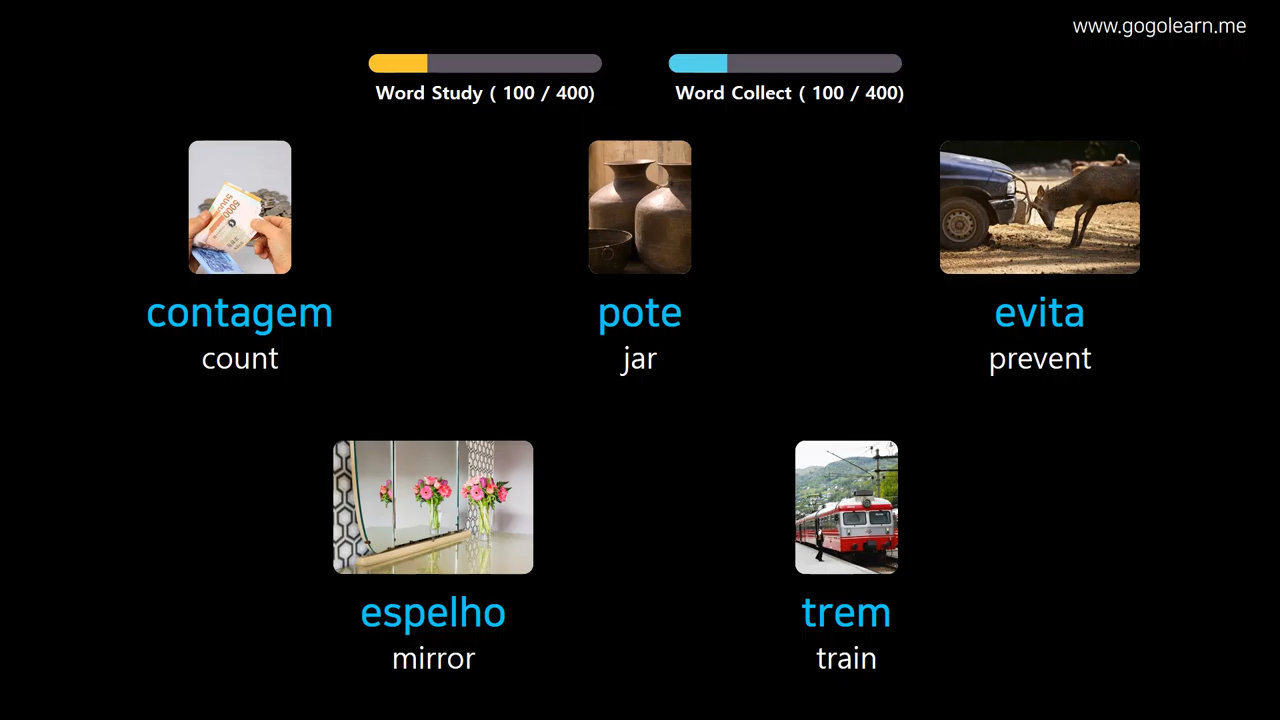 www.gogolearn.me
Word Study ( 100 / 400)
Word Collect ( 100 / 400)
contagem
count
pote
jar
evita
prevent
espelho
mirror
trem
train